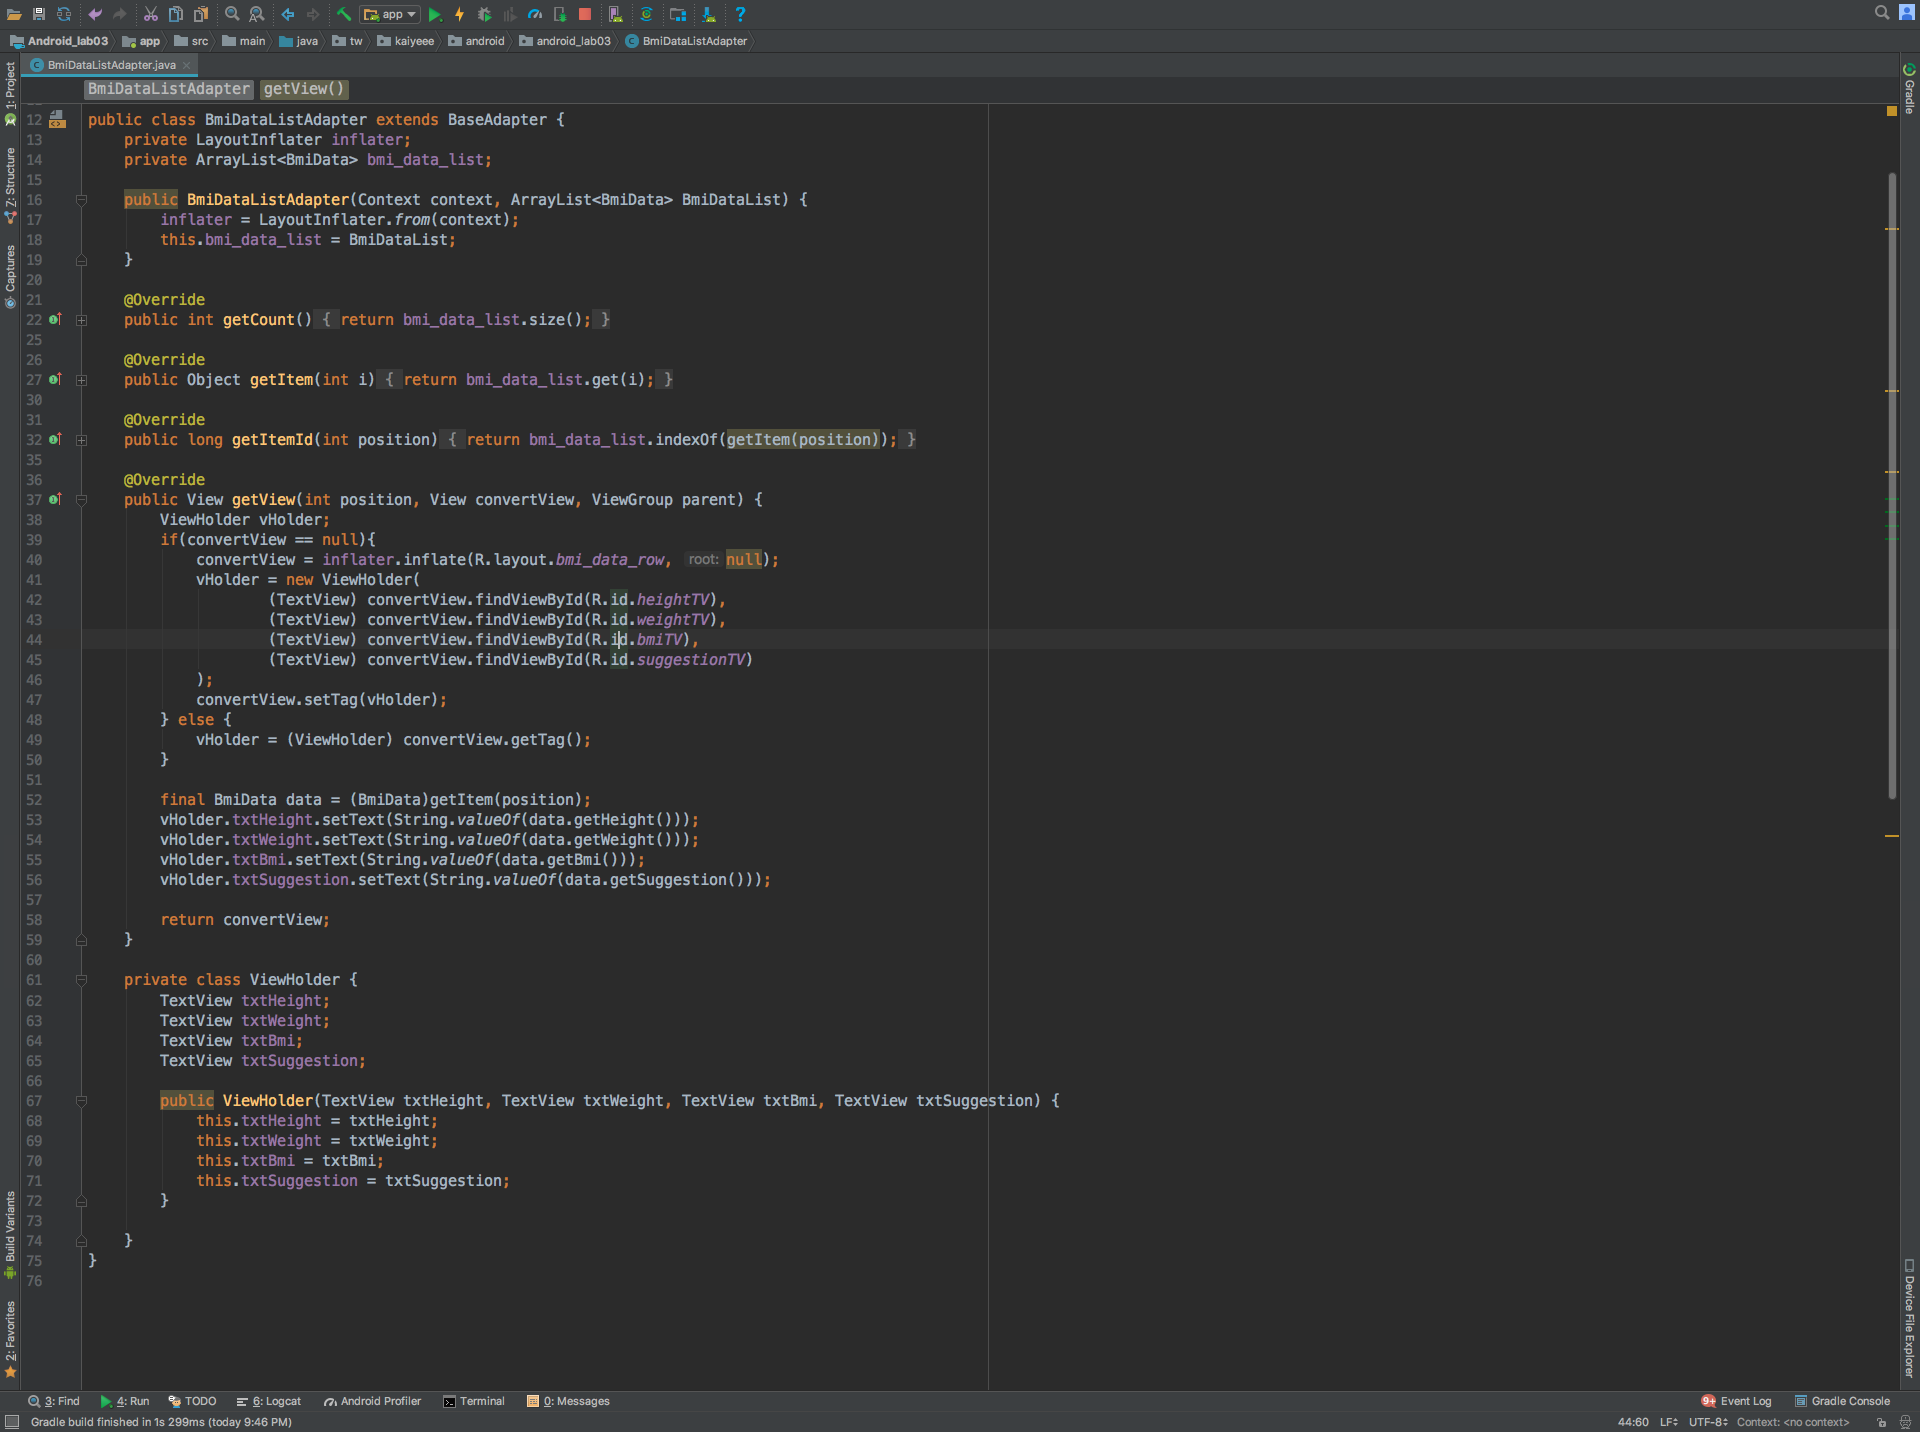 app
Android_lab03 app src main java tw kaiyeee android android_lab03 BmiDataListAdapter
BmiDataListAdapter.java
BmiDataListAdapter getView()
1: Project
Z: Structure
Captures
Build Variants
2: Favorites
Gradle
Device File Explorer
12 public class BmiDataListAdapter extends BaseAdapter {
13 private LayoutInflater inflater;
14 private ArrayList<BmiData> bmi_data_list;
15
16 public BmiDataListAdapter(Context context, ArrayList<BmiData> BmiDataList) {
17 inflater = LayoutInflater.from(context);
18 this.bmi_data_list = BmiDataList;
19 }
20
21 @Override
22 public int getCount() { return bmi_data_list.size(); }
25
26 @Override
27 public Object getItem(int i) { return bmi_data_list.get(i); }
30
31 @Override
32 public long getItemId(int position) { return bmi_data_list.indexOf(getItem(position)); }
35
36 @Override
37 public View getView(int position, View convertView, ViewGroup parent) {
38 ViewHolder vHolder;
39 if(convertView == null){
40 convertView = inflater.inflate(R.layout.bmi_data_row, root: null);
41 vHolder = new ViewHolder(
42 (TextView) convertView.findViewById(R.id.heightTV),
43 (TextView) convertView.findViewById(R.id.weightTV),
44 (TextView) convertView.findViewById(R.id.bmiTV),
45 (TextView) convertView.findViewById(R.id.suggestionTV)
46 );
47 convertView.setTag(vHolder);
48 } else {
49 vHolder = (ViewHolder) convertView.getTag();
50 }
51
52 final BmiData data = (BmiData)getItem(position);
53 vHolder.txtHeight.setText(String.valueOf(data.getHeight()));
54 vHolder.txtWeight.setText(String.valueOf(data.getWeight()));
55 vHolder.txtBmi.setText(String.valueOf(data.getBmi()));
56 vHolder.txtSuggestion.setText(String.valueOf(data.getSuggestion()));
57
58 return convertView;
59 }
60
61 private class ViewHolder {
62 TextView txtHeight;
63 TextView txtWeight;
64 TextView txtBmi;
65 TextView txtSuggestion;
66
67 public ViewHolder(TextView txtHeight, TextView txtWeight, TextView txtBmi, TextView txtSuggestion) {
68 this.txtHeight = txtHeight;
69 this.txtWeight = txtWeight;
70 this.txtBmi = txtBmi;
71 this.txtSuggestion = txtSuggestion;
72 }
73
74 }
75 }
76
3: Find 4: Run TODO 6: Logcat Android Profiler Terminal 0: Messages 9+ Event Log Gradle Console
Gradle build finished in 1s 299ms (today 9:46 PM) 44:60 LF UTF-8 Context: <no context>